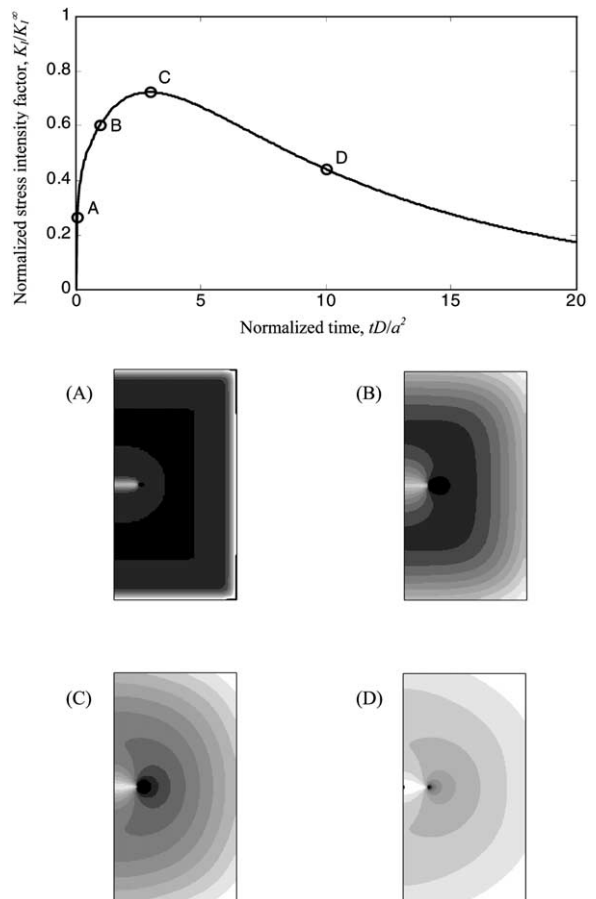 Normalized stress intensity factor, K_I/K_I^∞
1
0.8
0.6
0.4
0.2
0
A
B
C
D
0 5 10 15 20
Normalized time, tD/a²
(A) (B)
(C) (D)